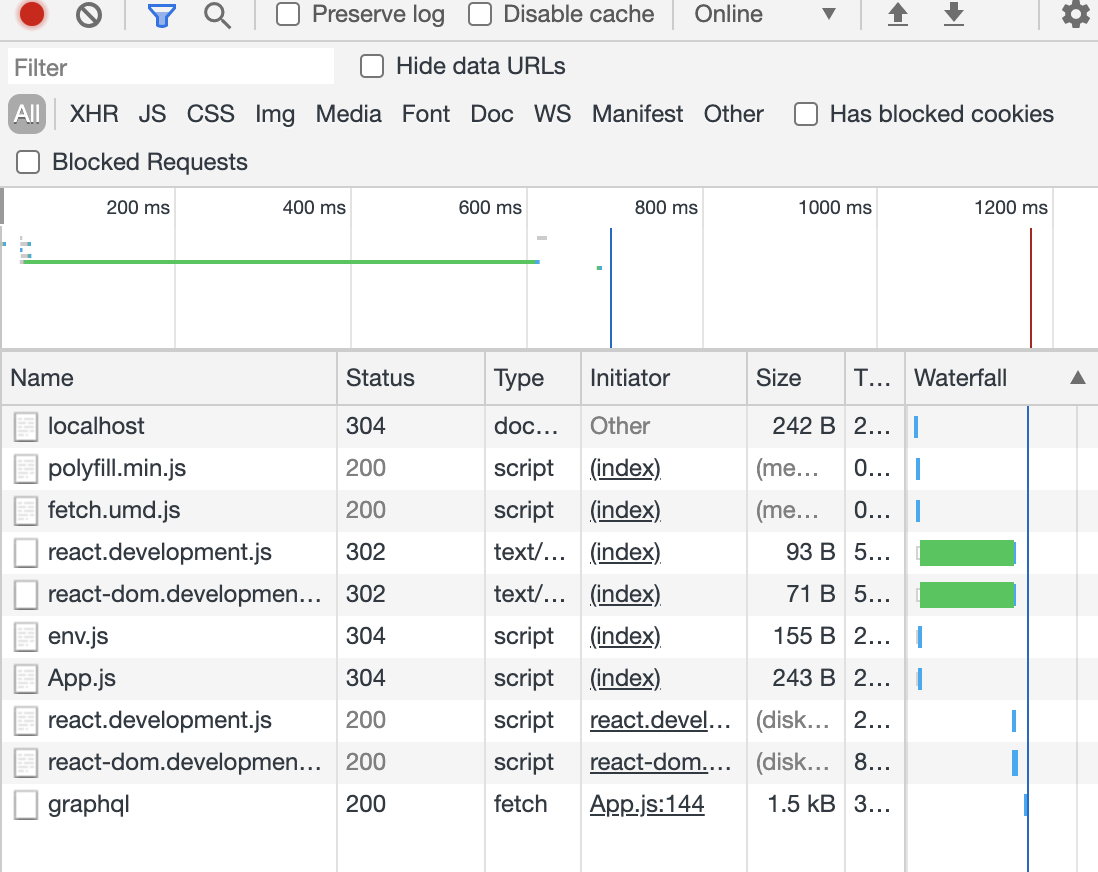 Preserve log Disable cache Online
Filter Hide data URLs
All XHR JS CSS Img Media Font Doc WS Manifest Other Has blocked cookies
Blocked Requests
200 ms 400 ms 600 ms 800 ms 1000 ms 1200 ms
Name Status Type Initiator Size T... Waterfall
localhost 304 doc... Other 242 B 2...
polyfill.min.js 200 script (index) (me... 0...
fetch.umd.js 200 script (index) (me... 0...
react.development.js 302 text/... (index) 93 B 5...
react-dom.developmen... 302 text/... (index) 71 B 5...
env.js 304 script (index) 155 B 2...
App.js 304 script (index) 243 B 2...
react.development.js 200 script react.devel... (disk... 2...
react-dom.developmen... 200 script react-dom.... (disk... 8...
graphql 200 fetch App.js:144 1.5 kB 3...